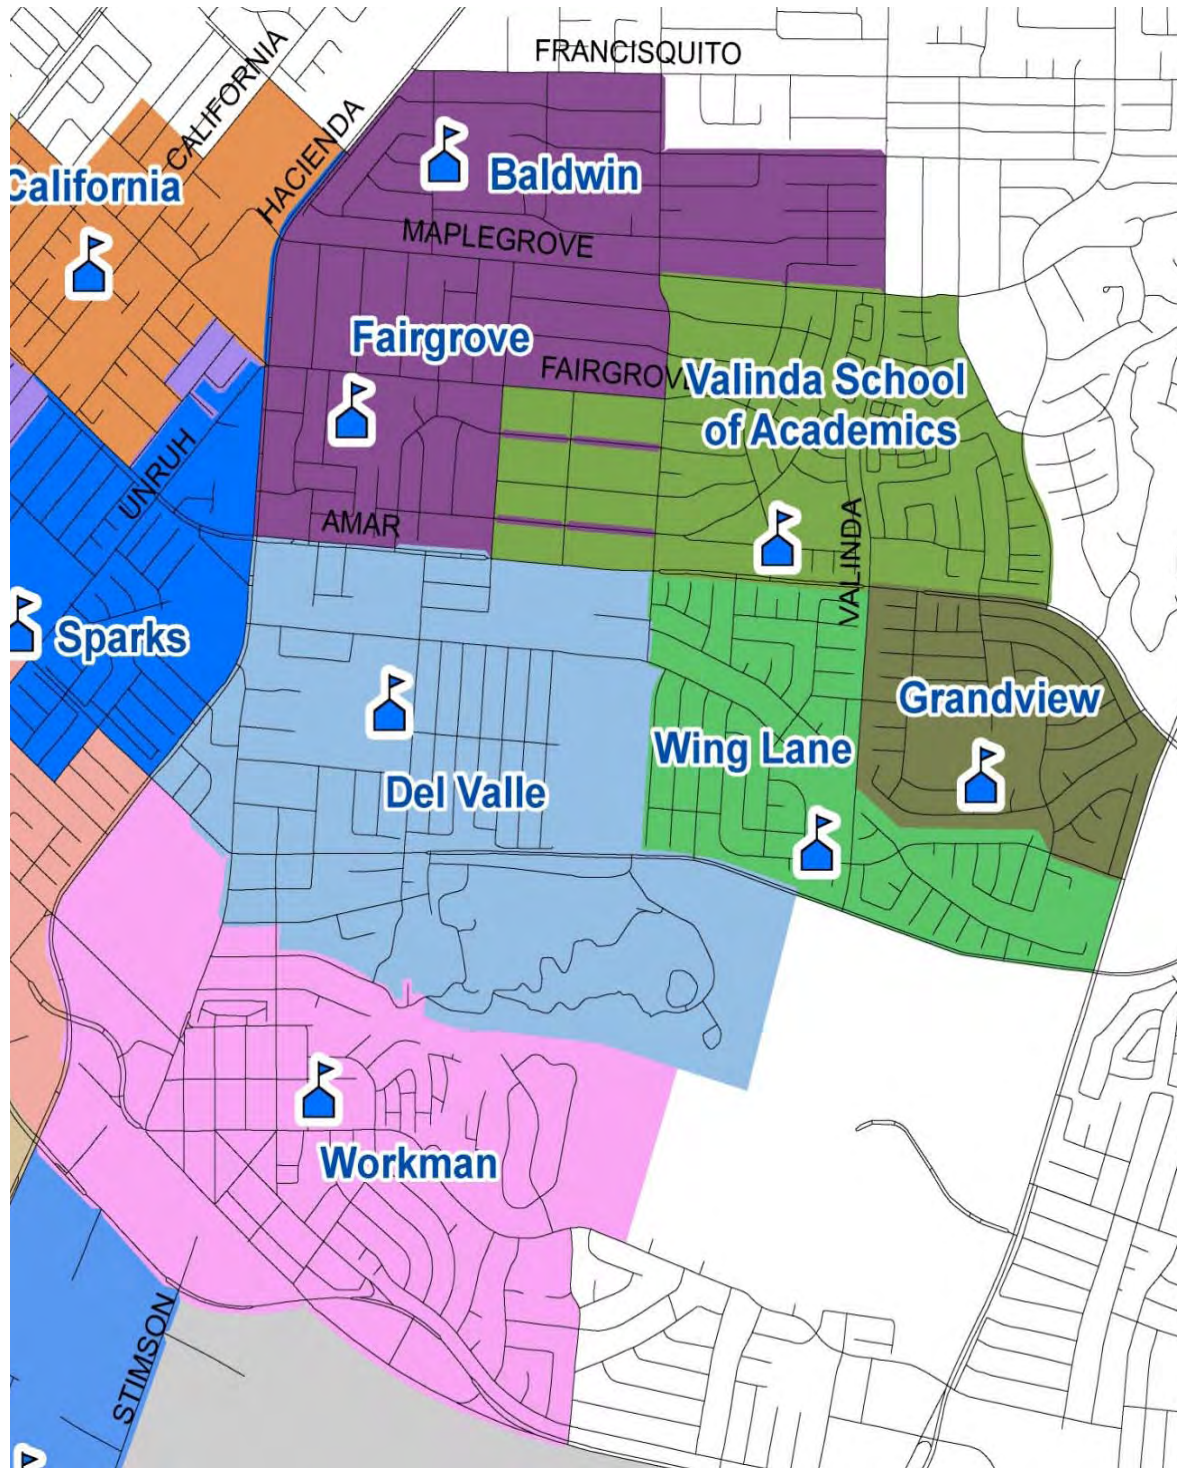 FRANCISQUITO
CALIFORNIA
HACIENDA
California
Baldwin
MAPLEGROVE
Fairgrove
FAIRGROV
Valinda School
of Academics
UNRUH
AMAR
VALINDA
Sparks
Grandview
Wing Lane
Del Valle
Workman
STIMSON